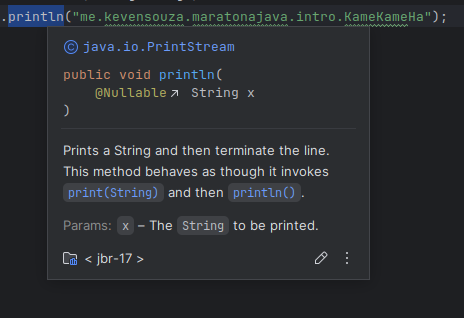 .println("me.kevensouza.maratonajava.intro.KameKameHa");
java.io.PrintStream
public void println(
@Nullable↗ String x
)
Prints a String and then terminate the line.
This method behaves as though it invokes
print(String) and then println().
Params: x – The String to be printed.
< jbr-17 >